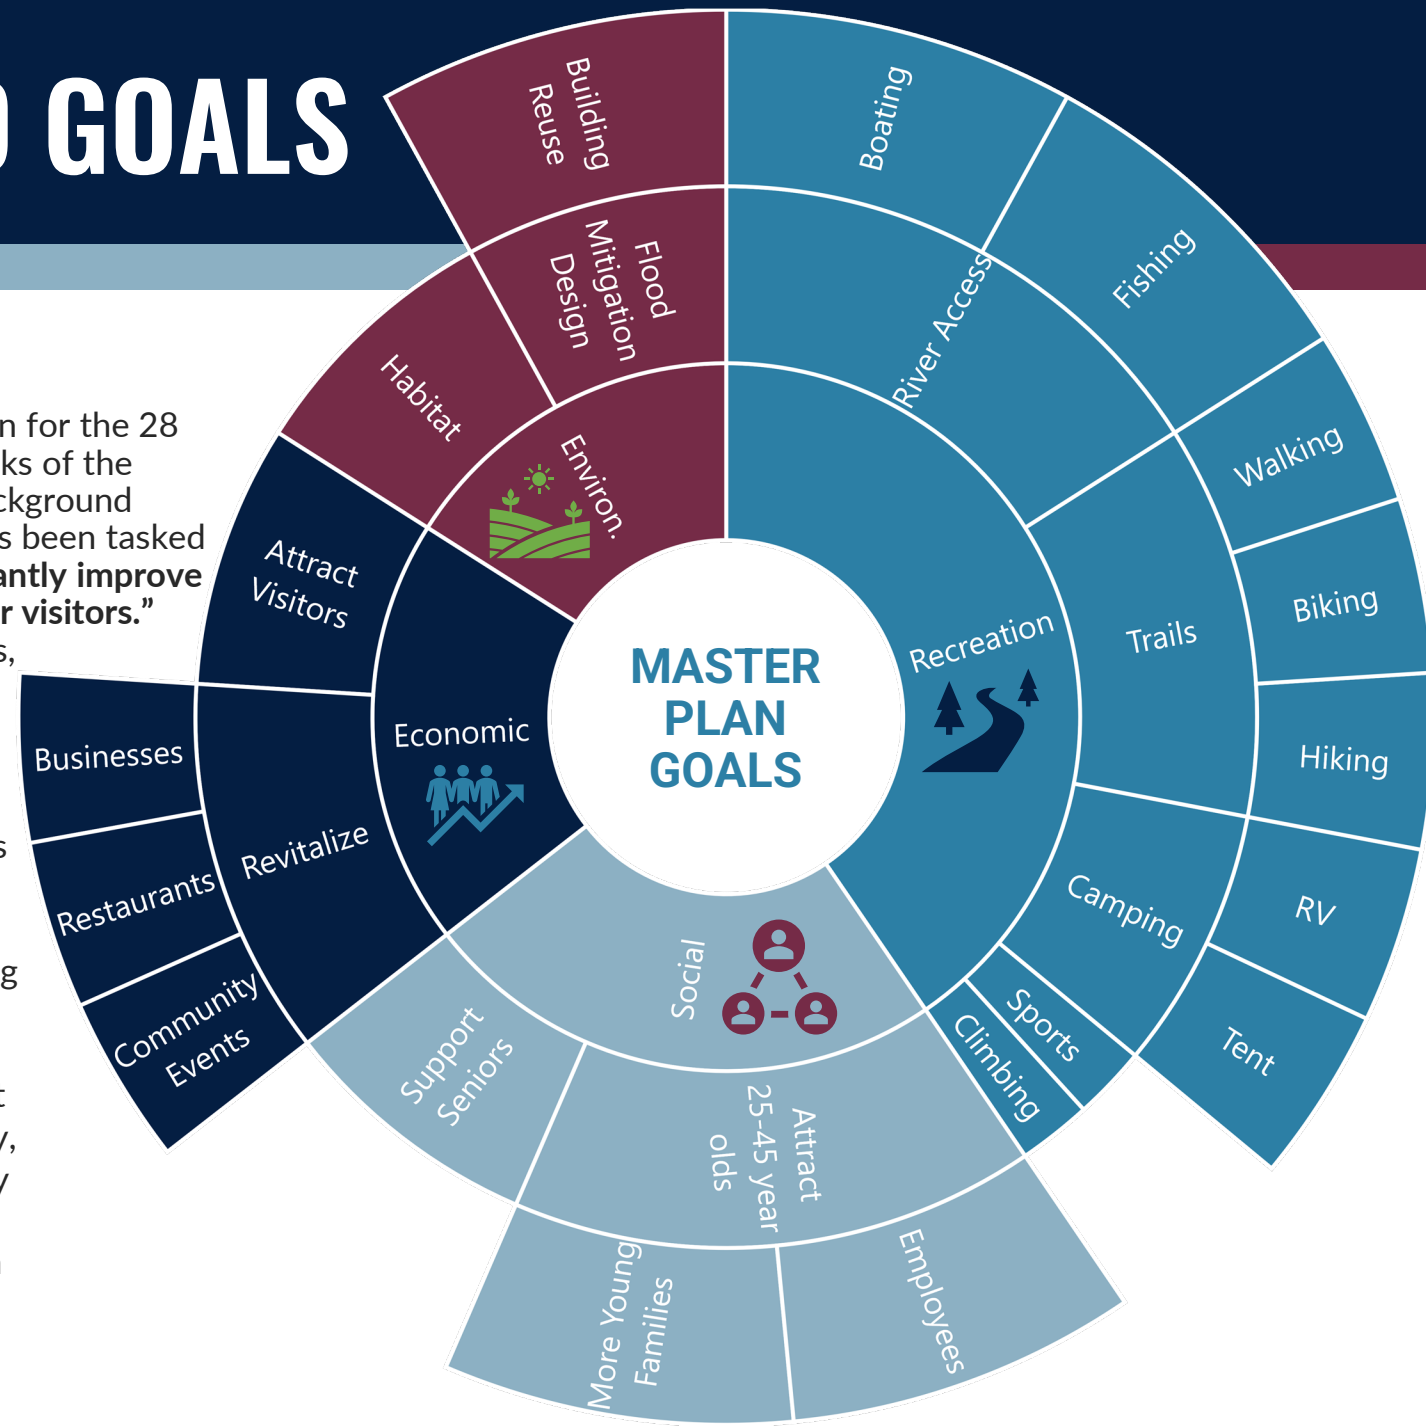 GOALS
n for the 28
ks of the
ckground
s been tasked
antly improve
r visitors.”
s,
s
g
t
y,
y
MASTER
PLAN
GOALS
Recreation
River Access
Boating
Fishing
Trails
Walking
Biking
Hiking
Camping
RV
Tent
Sports
Climbing
Social
Attract
25-45 year
olds
Employees
More Young
Families
Support
Seniors
Economic
Revitalize
Community
Events
Restaurants
Businesses
Attract
Visitors
Environ.
Habitat
Flood
Mitigation
Design
Building
Reuse